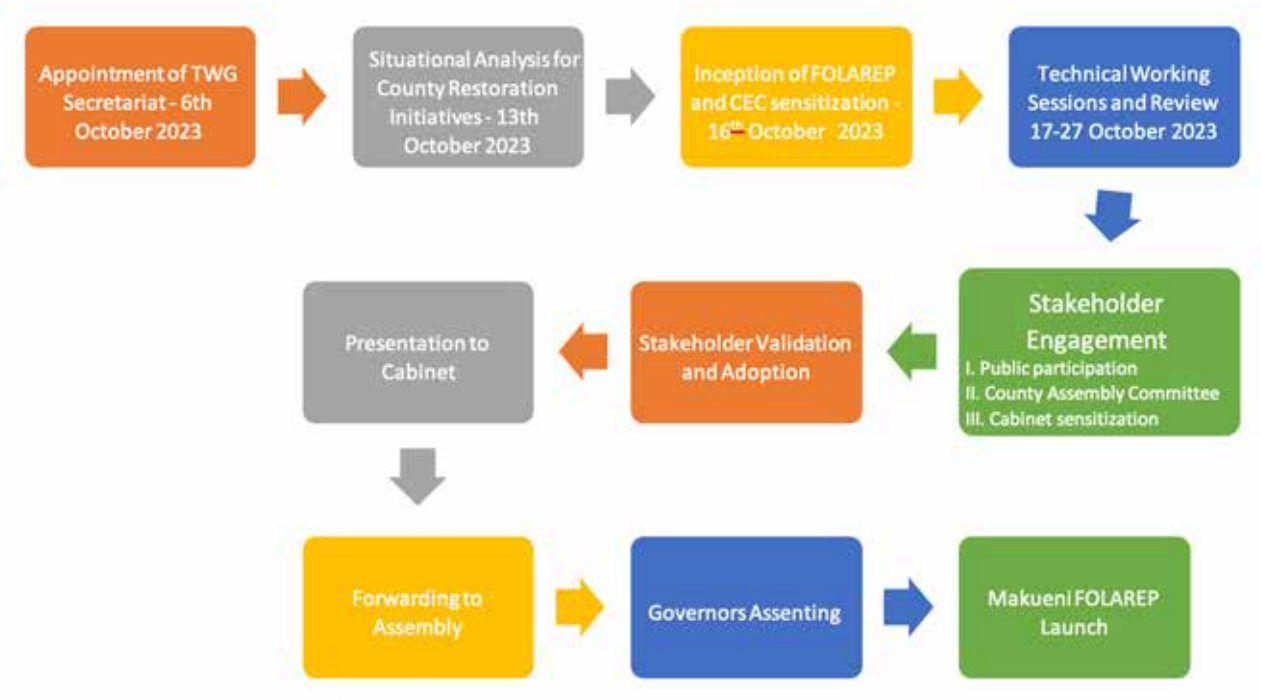 Appointment of TWG
Secretariat - 6th
October 2023
Situational Analysis for
County Restoration
Initiatives - 13th
October 2023
Inception of FOLAREP
and CEC sensitization -
16th October 2023
Technical Working
Sessions and Review
17-27 October 2023
Stakeholder
Engagement
I. Public participation
II. County Assembly Committee
III. Cabinet sensitization
Stakeholder Validation
and Adoption
Presentation to
Cabinet
Forwarding to
Assembly
Governors Assenting
Makueni FOLAREP
Launch